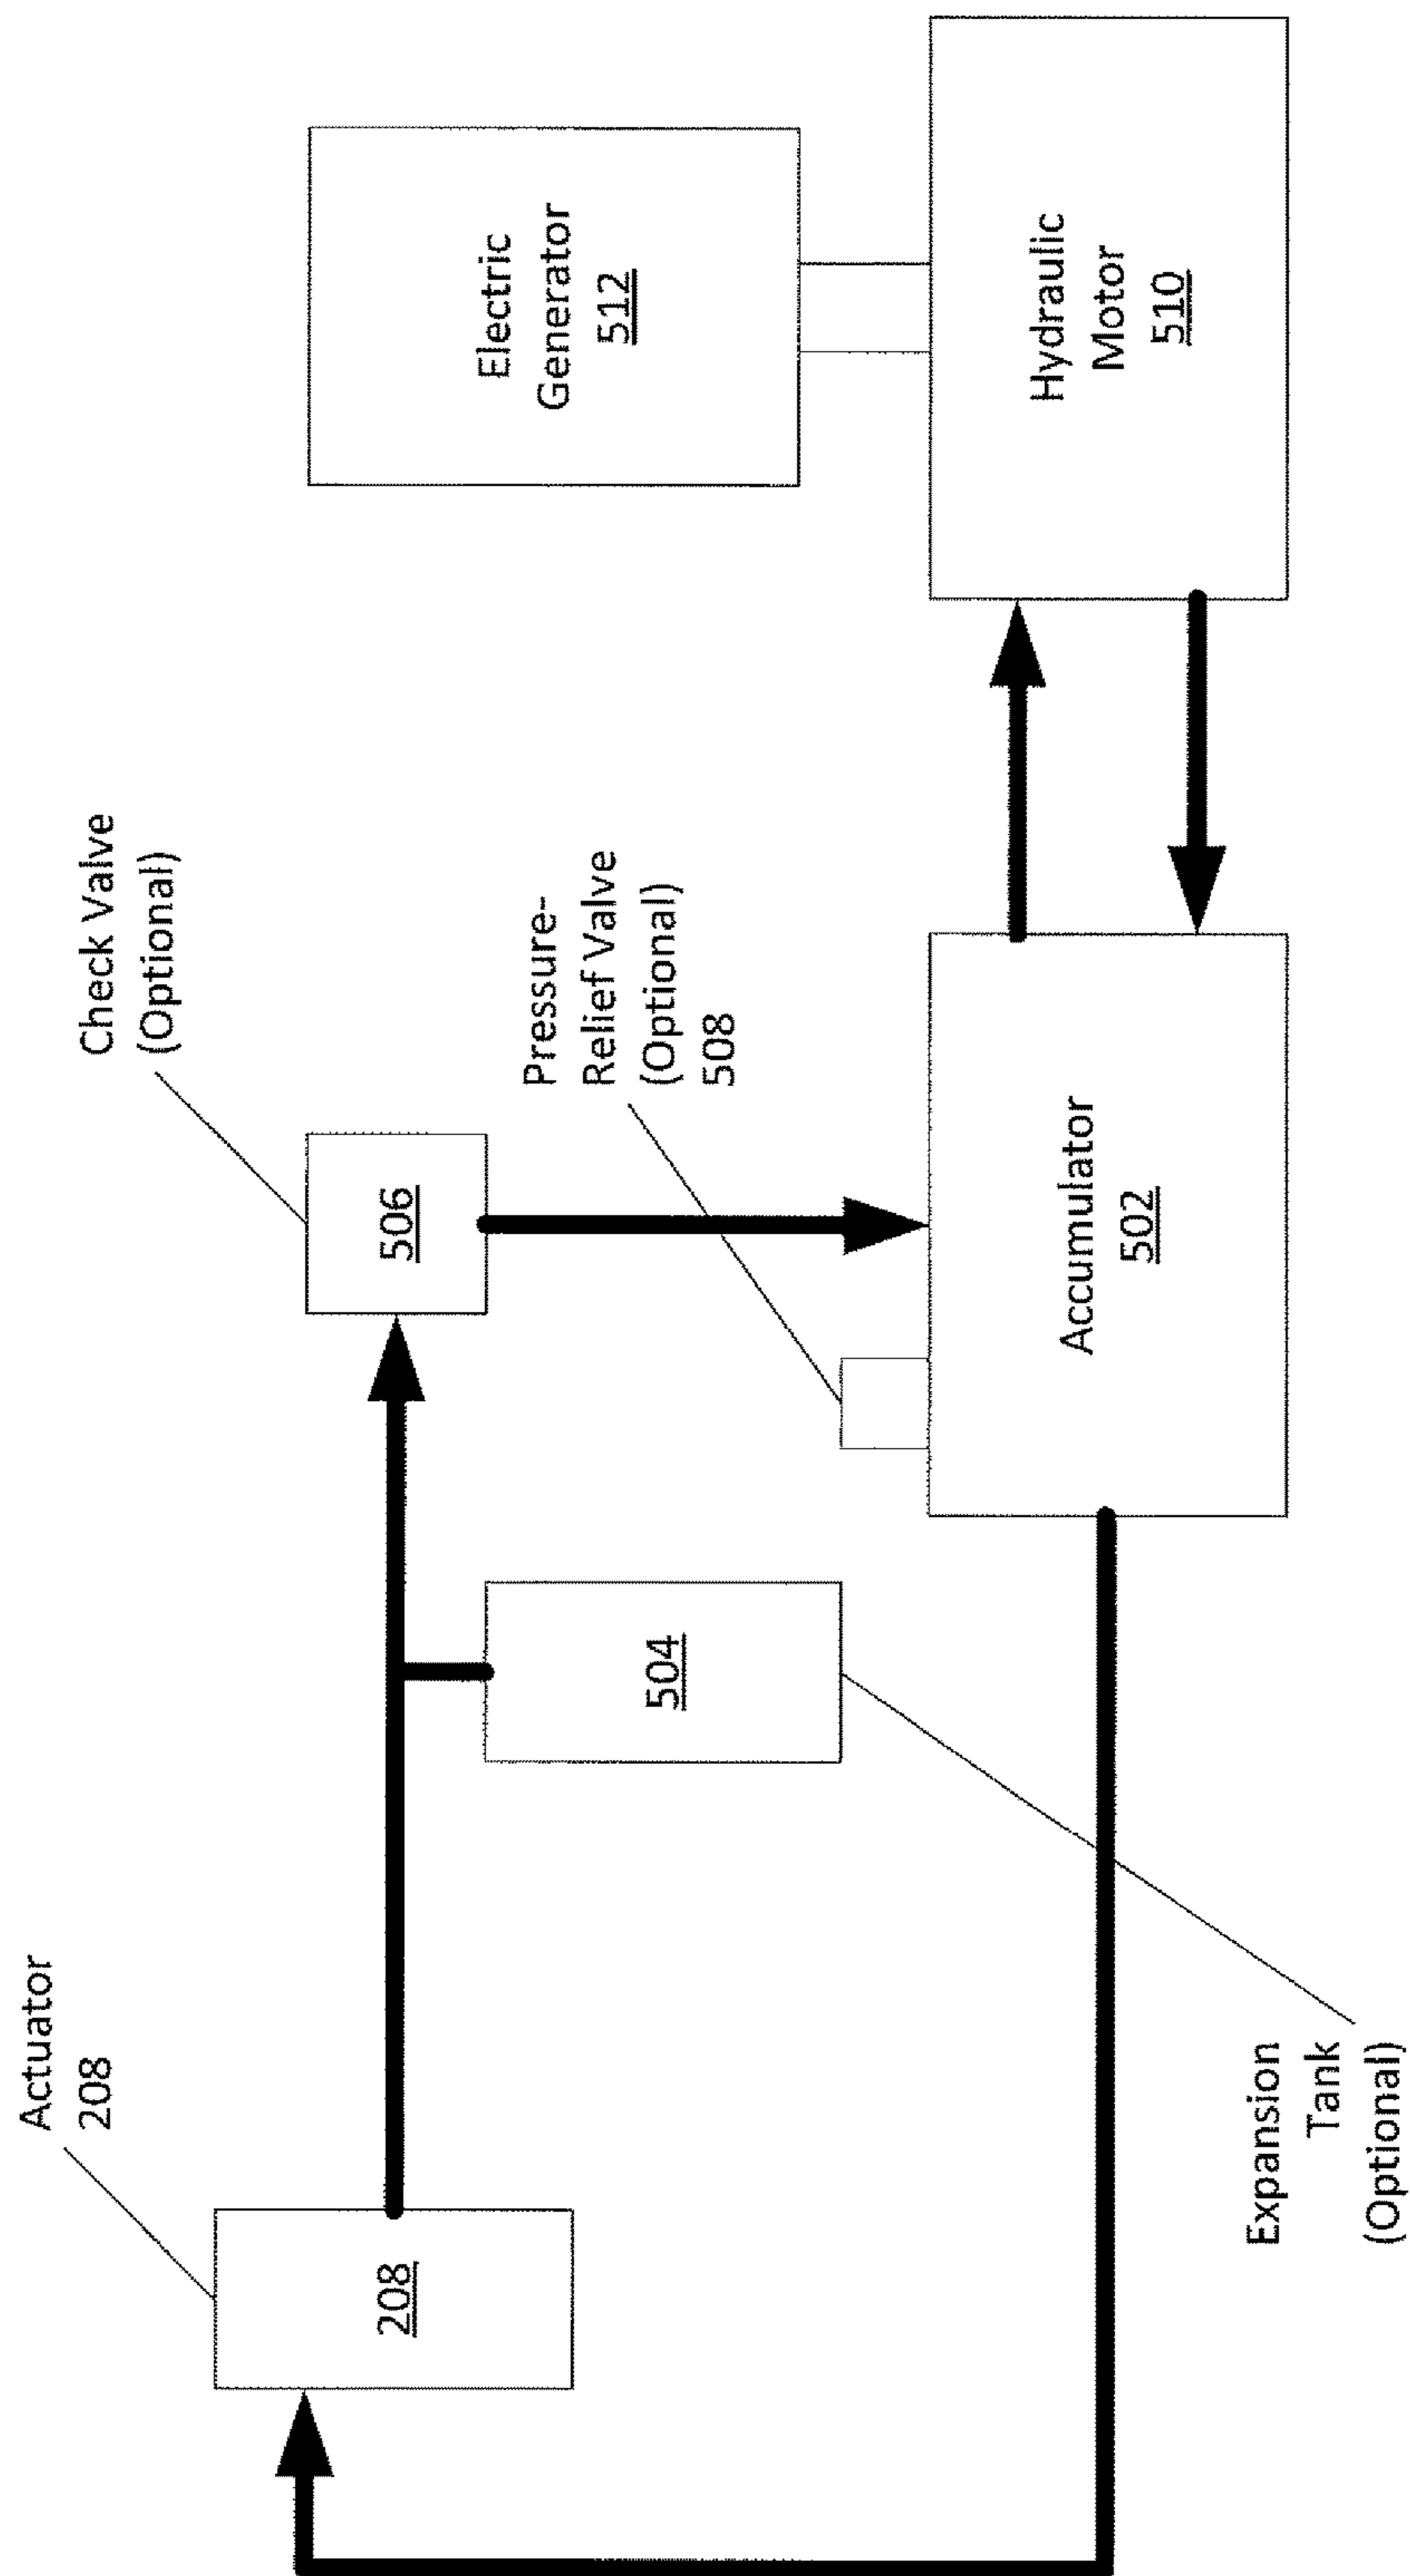 Actuator
208
208
Expansion
Tank
(Optional)
504
Check Valve
(Optional)
506
Pressure-
Relief Valve
(Optional)
508
Accumulator
502
Electric
Generator
512
Hydraulic
Motor
510